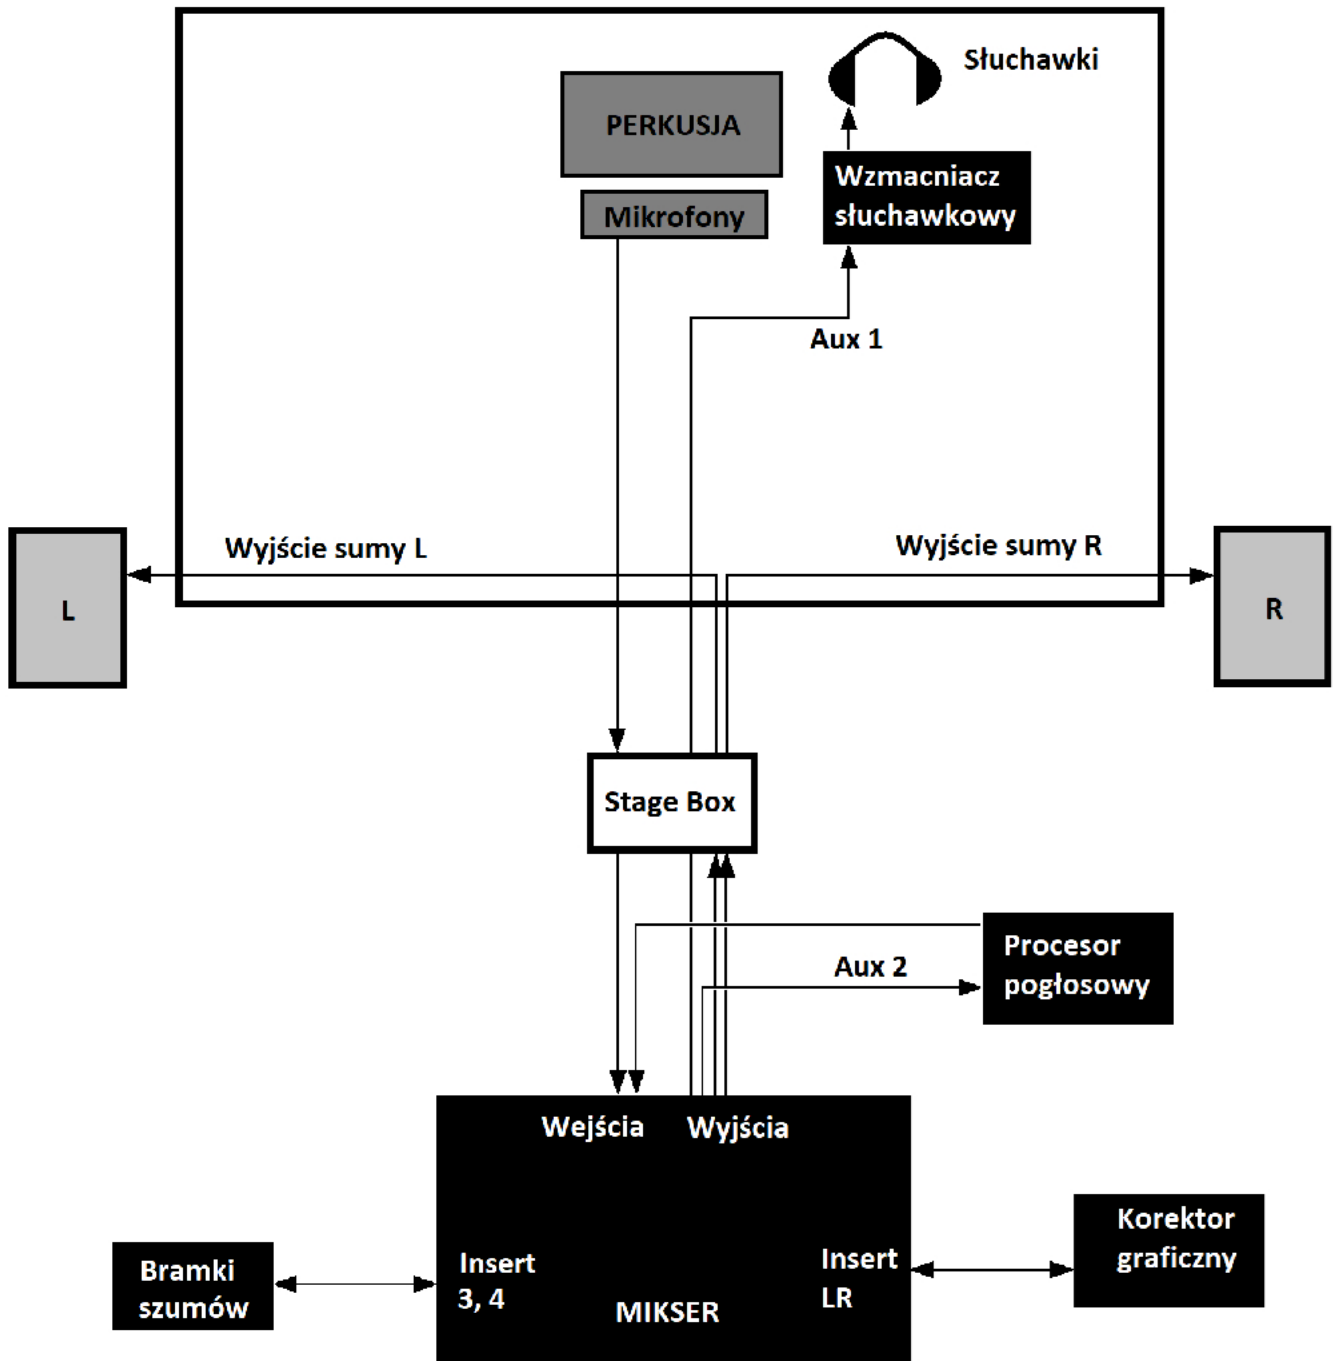 Słuchawki
PERKUSJA
Wzmacniacz
słuchawkowy
Mikrofony
Aux 1
Wyjście sumy L
Wyjście sumy R
L
R
Stage Box
Procesor
pogłosowy
Aux 2
Wejścia
Wyjścia
Korektor
graficzny
Bramki
szumów
Insert
3, 4
Insert
LR
MIKSER